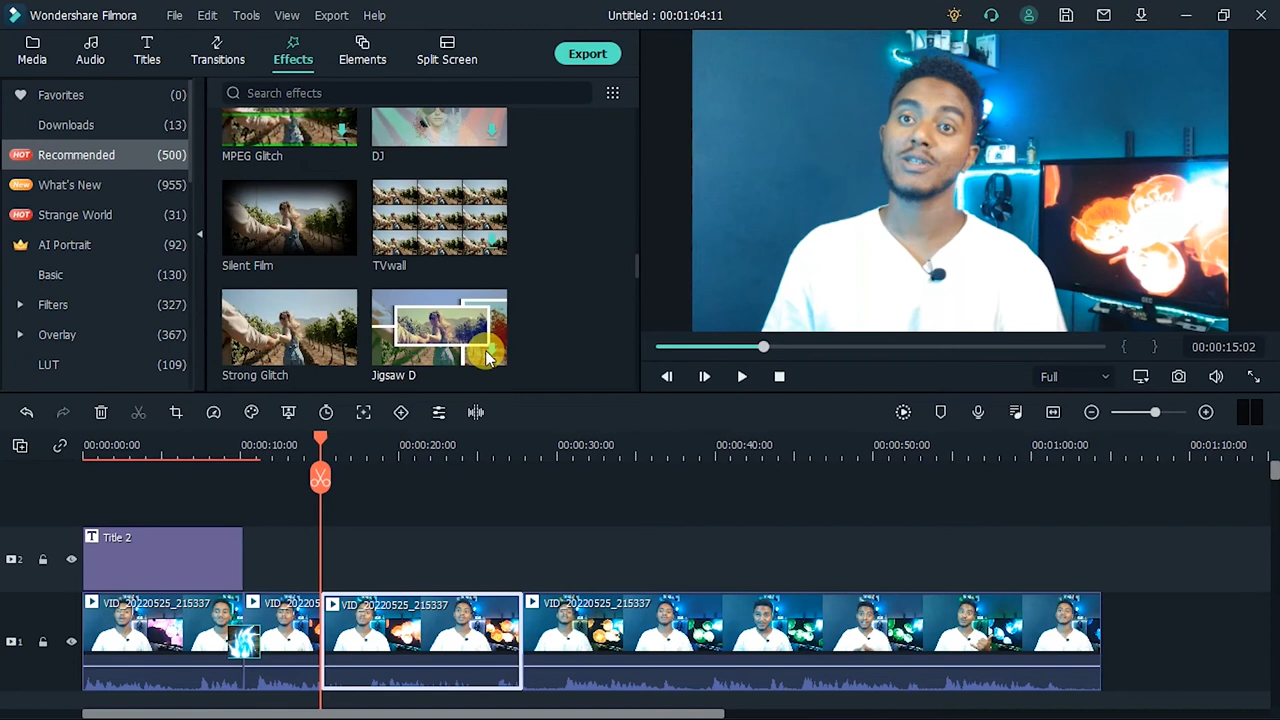 Wondershare Filmora File Edit Tools View Export Help Untitled : 00:01:04:11
Media Audio Titles Transitions Effects Elements Split Screen Export
Favorites (0)
Downloads (13)
HOT Recommended (500)
New What's New (955)
HOT Strange World (31)
AI Portrait (92)
Basic (130)
Filters (327)
Overlay (367)
LUT (109)
Search effects
MPEG Glitch DJ
Silent Film TVwall
Strong Glitch Jigsaw D
{ } 00:00:15:02
Full
00:00:00:00 00:00:10:00 00:00:20:00 00:00:30:00 00:00:40:00 00:00:50:00 00:01:00:00 00:01:10:00
2 T Title 2
1 VID_20220525_215337 VID_202205 VID_20220525_215337 VID_20220525_215337